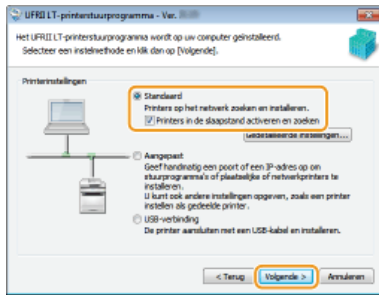 UFRII LT-printerstuurprogramma - Ver.
Het UFRII LT-printerstuurprogramma wordt op uw computer geïnstalleerd.
Selecteer een instelmethode en klik dan op [Volgende].
Printerinstellingen
Standaard
Printers op het netwerk zoeken en installeren.
Printers in de slaapstand activeren en zoeken
Gedetailleerde instellingen...
Aangepast
Geef handmatig een poort of een IP-adres op om
stuurprogramma's of plaatselijke of netwerkprinters te
installeren.
U kunt ook andere instellingen opgeven, zoals een printer
instellen als gedeelde printer.
USB-verbinding
De printer aansluiten met een USB-kabel en installeren.
< Terug
Volgende >
Annuleren